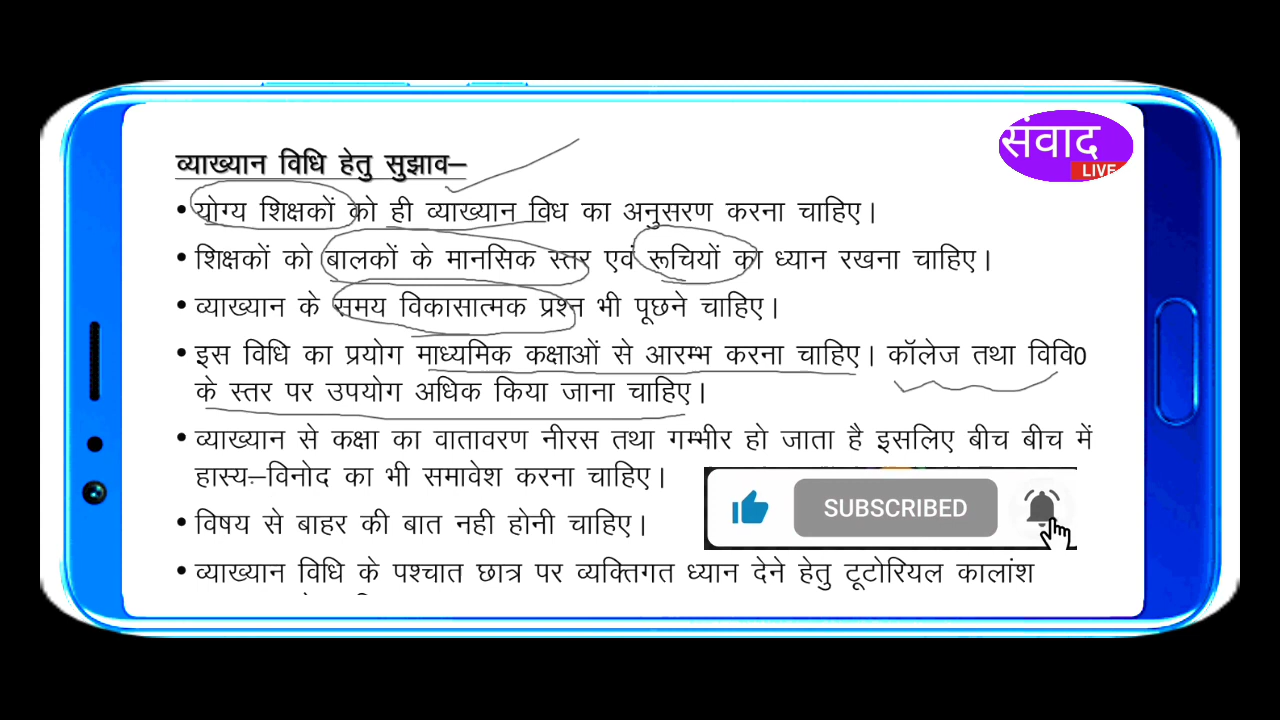 संवाद
LIVE
व्याख्यान विधि हेतु सुझाव–
• योग्य शिक्षकों को ही व्याख्यान विध का अनुसरण करना चाहिए।
• शिक्षकों को बालकों के मानसिक स्तर एवं रूचियों का ध्यान रखना चाहिए।
• व्याख्यान के समय विकासात्मक प्रश्न भी पूछने चाहिए।
• इस विधि का प्रयोग माध्यमिक कक्षाओं से आरम्भ करना चाहिए। कॉलेज तथा विवि0
के स्तर पर उपयोग अधिक किया जाना चाहिए।
• व्याख्यान से कक्षा का वातावरण नीरस तथा गम्भीर हो जाता है इसलिए बीच बीच में
हास्य–विनोद का भी समावेश करना चाहिए।
SUBSCRIBED
• विषय से बाहर की बात नही होनी चाहिए।
• व्याख्यान विधि के पश्चात छात्र पर व्यक्तिगत ध्यान देने हेतु टूटोरियल कालांश